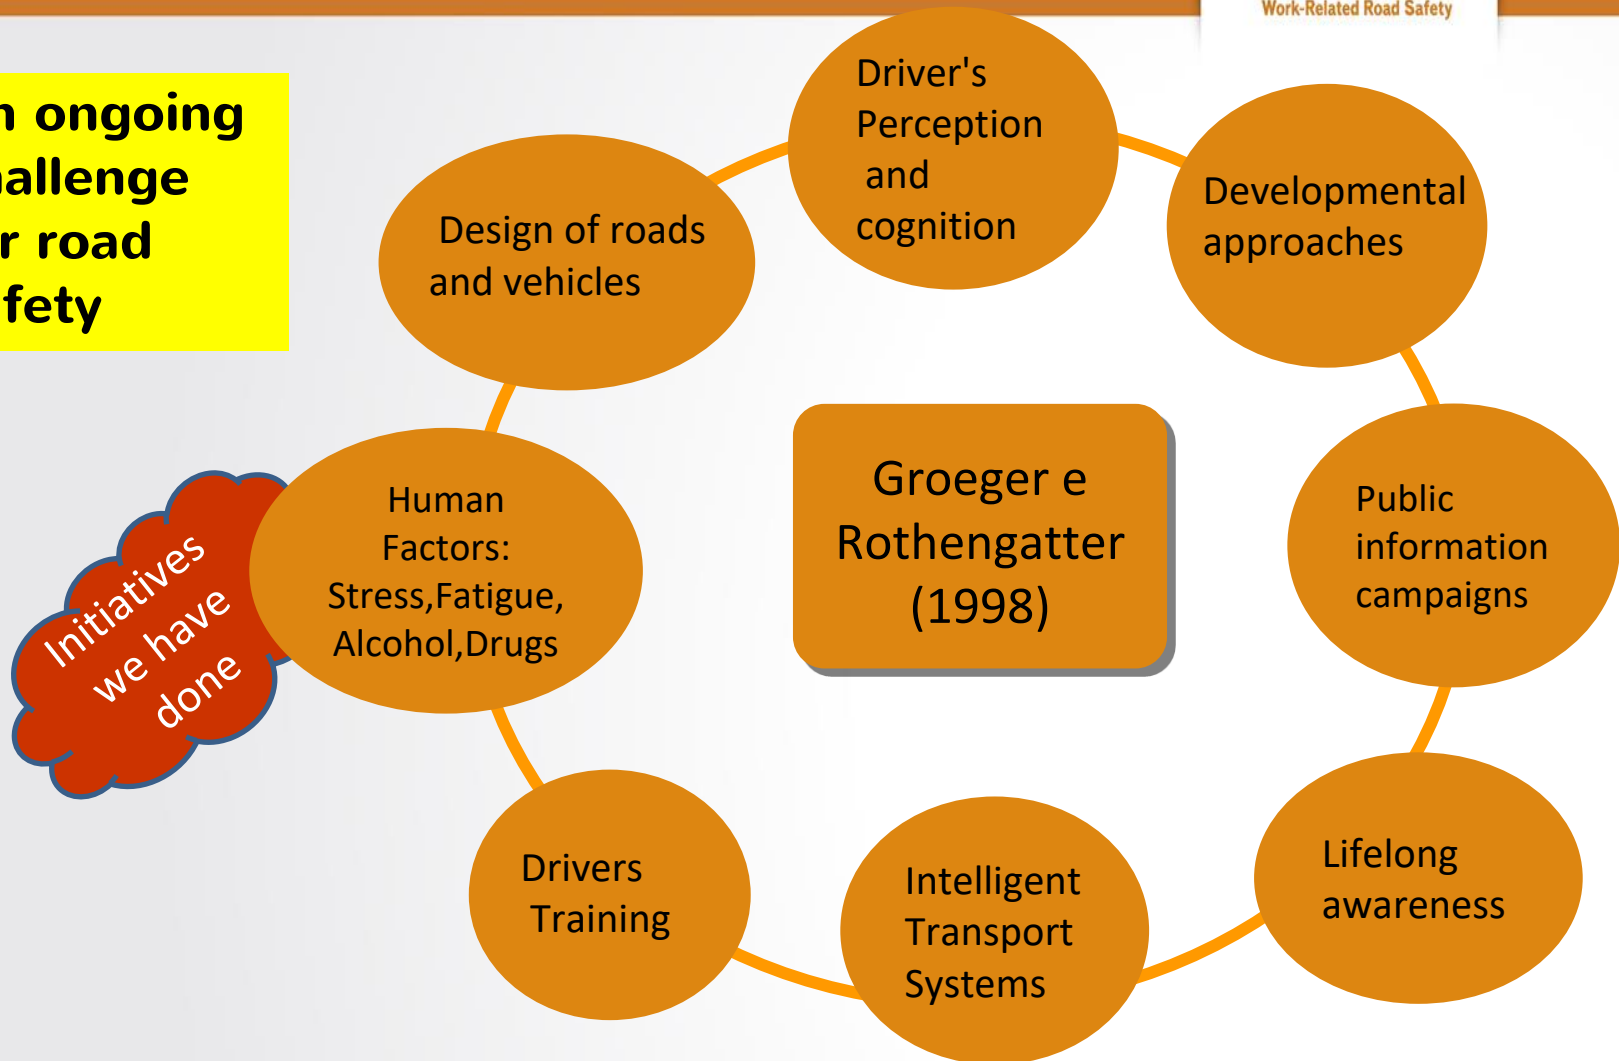 Work-Related Road Safety
ongoing
road
Driver's
Perception
and
cognition
Developmental
approaches
Design of roads
and vehicles
Human
Factors:
Stress,Fatigue,
Alcohol,Drugs
Initiatives
we have
done
Groeger e
Rothengatter
(1998)
Public
information
campaigns
Drivers
Training
Intelligent
Transport
Systems
Lifelong
awareness